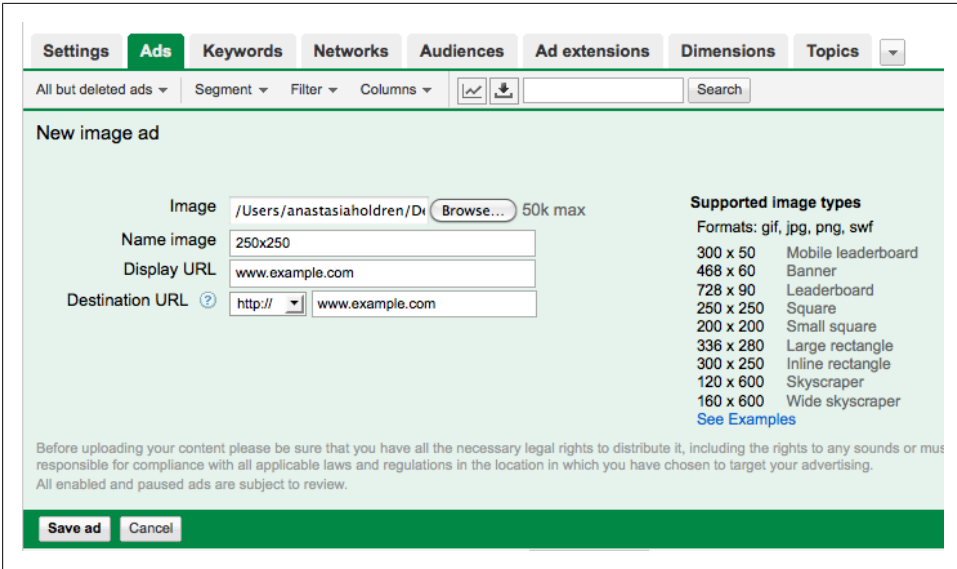 Settings Ads Keywords Networks Audiences Ad extensions Dimensions Topics
All but deleted ads Segment Filter Columns Search
New image ad
Image /Users/anastasiaholdren/De Browse... 50k max
Name image 250x250
Display URL www.example.com
Destination URL ? http:// www.example.com
Supported image types
Formats: gif, jpg, png, swf
300 x 50 Mobile leaderboard
468 x 60 Banner
728 x 90 Leaderboard
250 x 250 Square
200 x 200 Small square
336 x 280 Large rectangle
300 x 250 Inline rectangle
120 x 600 Skyscraper
160 x 600 Wide skyscraper
See Examples
Before uploading your content please be sure that you have all the necessary legal rights to distribute it, including the rights to any sounds or mus
responsible for compliance with all applicable laws and regulations in the location in which you have chosen to target your advertising.
All enabled and paused ads are subject to review.
Save ad Cancel